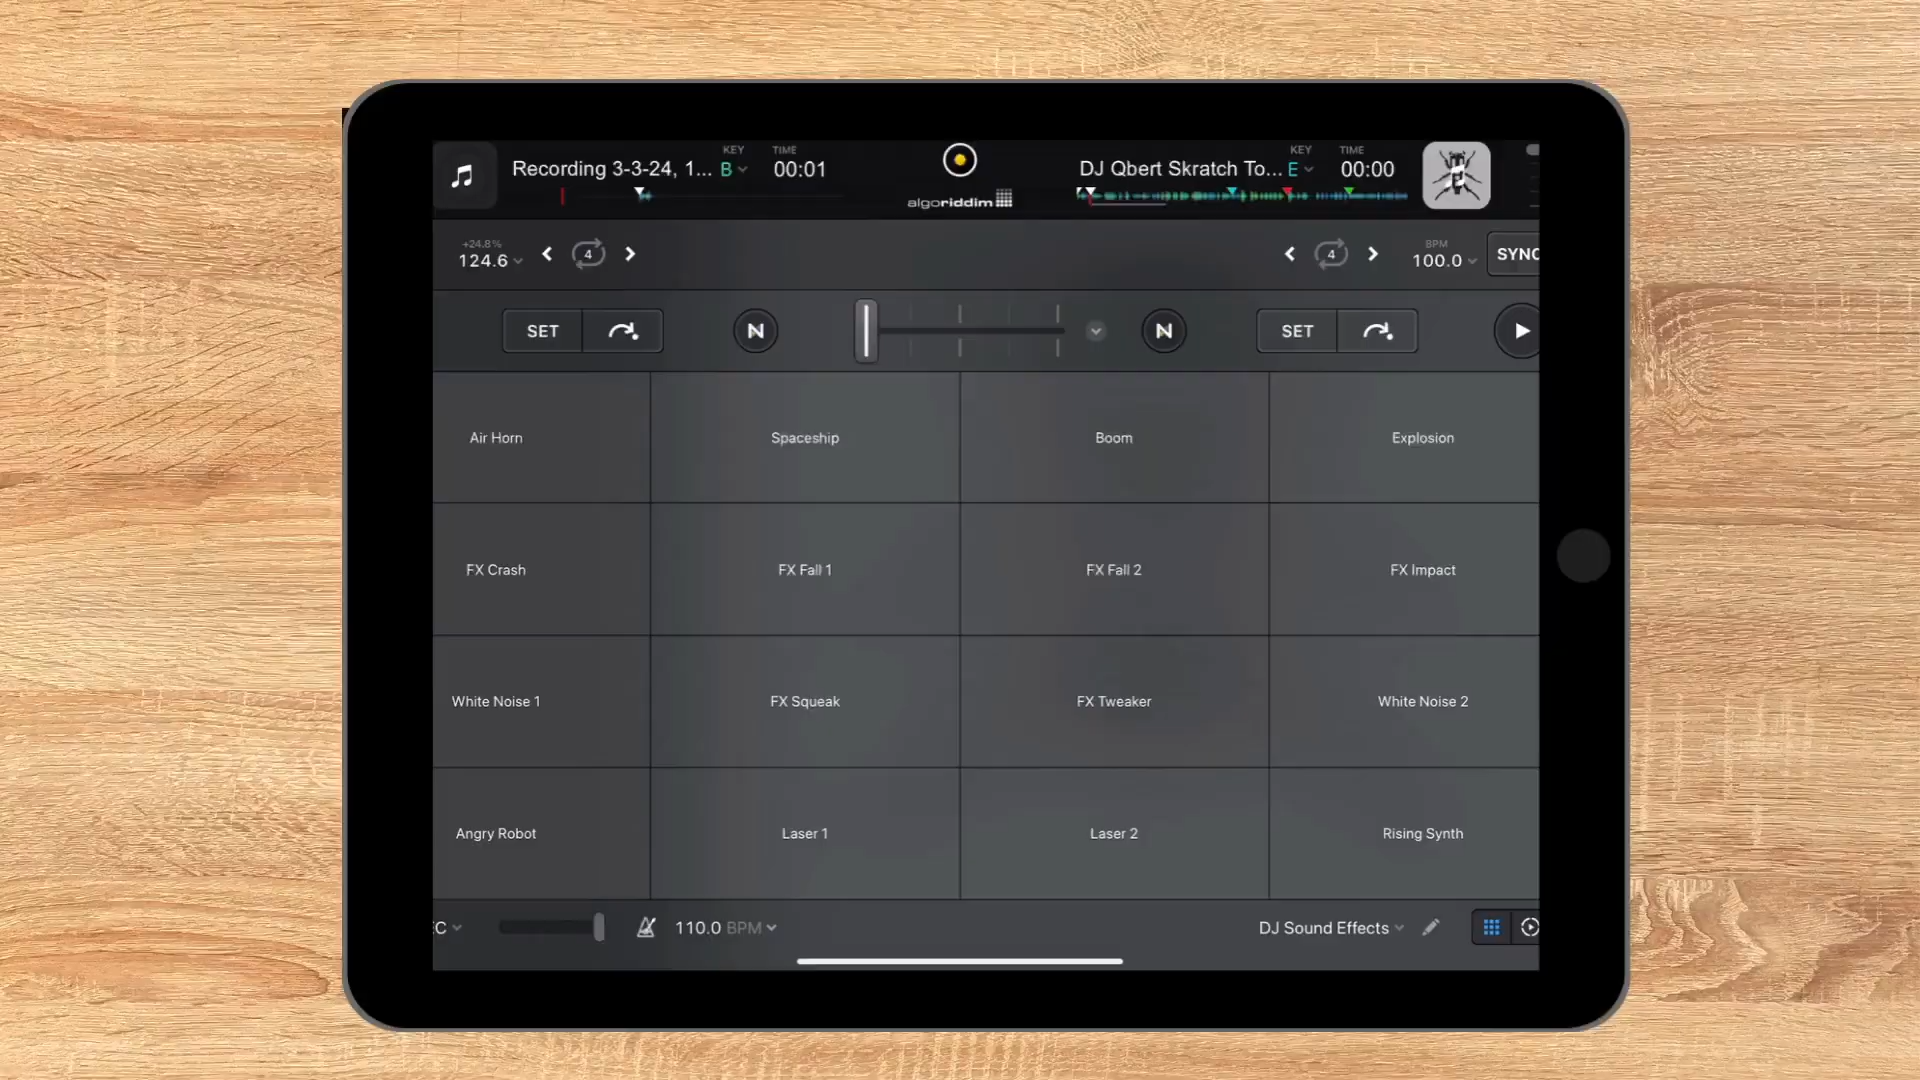 KEY TIME KEY TIME
Recording 3-3-24, 1... B 00:01 DJ Qbert Skratch To... E 00:00
algoriddim
+24.8% BPM
124.6 4 4 100.0 SYNC
SET N N SET
Air Horn Spaceship Boom Explosion
FX Crash FX Fall 1 FX Fall 2 FX Impact
White Noise 1 FX Squeak FX Tweaker White Noise 2
Angry Robot Laser 1 Laser 2 Rising Synth
110.0 BPM DJ Sound Effects